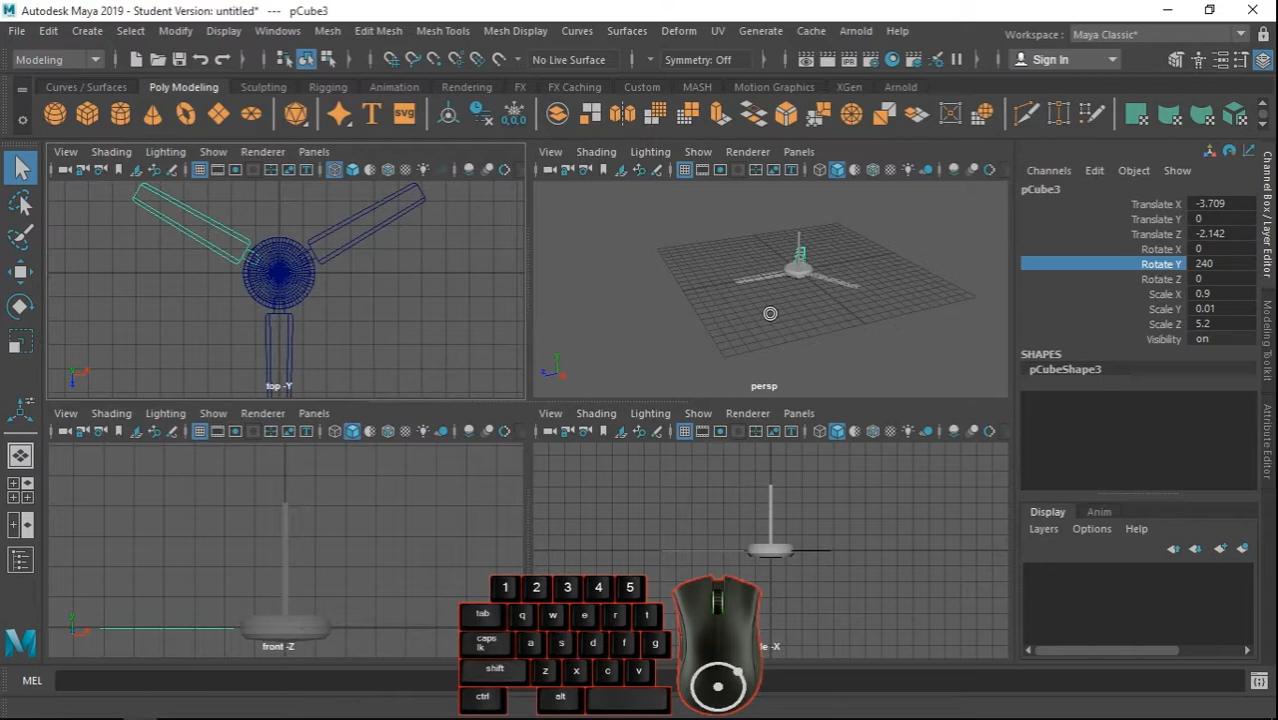 Autodesk Maya 2019 - Student Version: untitled*   ---   pCube3
File Edit Create Select Modify Display Windows Mesh Edit Mesh Mesh Tools Mesh Display Curves Surfaces Deform UV Generate Cache Arnold Help
Workspace : Maya Classic*
Modeling
No Live Surface
Symmetry: Off
Sign In
Curves / Surfaces Poly Modeling Sculpting Rigging Animation Rendering FX FX Caching Custom MASH Motion Graphics XGen Arnold
T
svg
0,0,0
View Shading Lighting Show Renderer Panels
View Shading Lighting Show Renderer Panels
Channels Edit Object Show
pCube3
Translate X -3.709
Translate Y 0
Translate Z -2.142
Rotate X 0
Rotate Y 240
Rotate Z 0
Scale X 0.9
Scale Y 0.01
Scale Z 5.2
Visibility on
SHAPES
pCubeShape3
Channel Box / Layer Editor
Modeling Toolkit
Attribute Editor
top -Y
persp
View Shading Lighting Show Renderer Panels
View Shading Lighting Show Renderer Panels
front -Z
-X
Display Anim
Layers Options Help
1 2 3 4 5
tab q w e r t
caps lk a s d f g
shift z x c v
ctrl alt
MEL